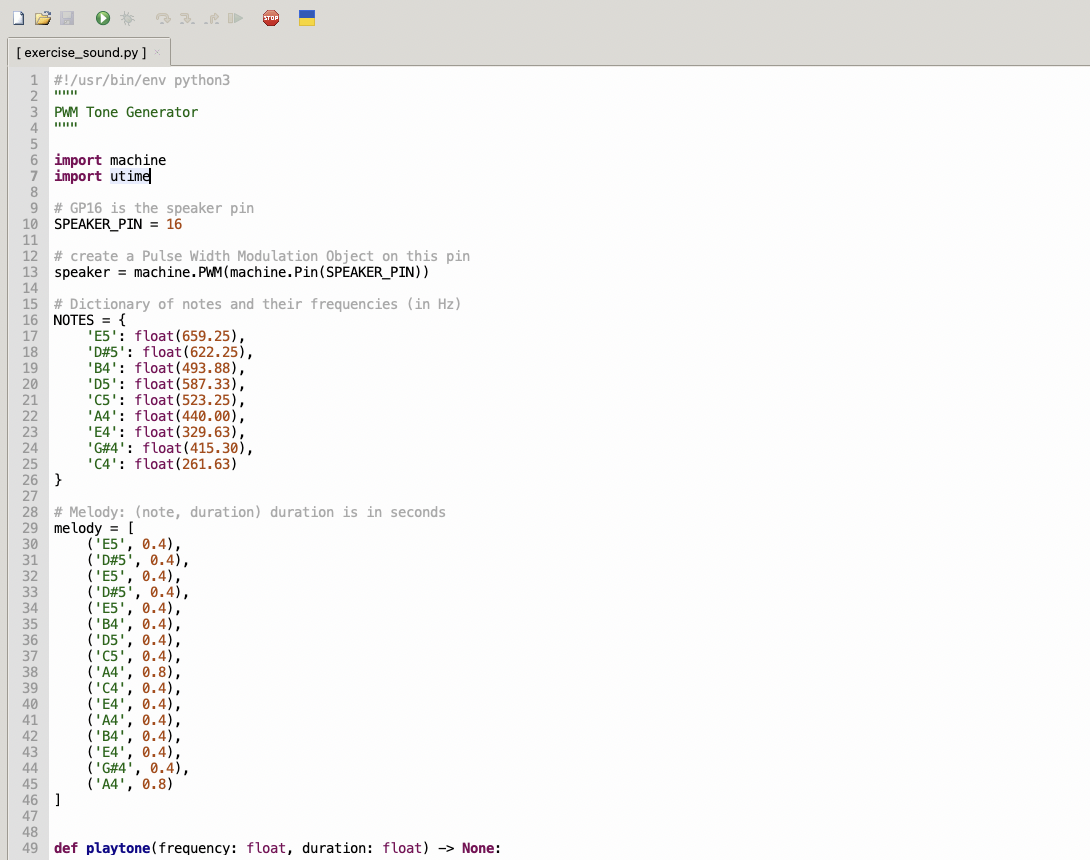 STOP
[ exercise_sound.py ] ×
1 #!/usr/bin/env python3
2 """
3 PWM Tone Generator
4 """
5
6 import machine
7 import utime
8
9 # GP16 is the speaker pin
10 SPEAKER_PIN = 16
11
12 # create a Pulse Width Modulation Object on this pin
13 speaker = machine.PWM(machine.Pin(SPEAKER_PIN))
14
15 # Dictionary of notes and their frequencies (in Hz)
16 NOTES = {
17     'E5': float(659.25),
18     'D#5': float(622.25),
19     'B4': float(493.88),
20     'D5': float(587.33),
21     'C5': float(523.25),
22     'A4': float(440.00),
23     'E4': float(329.63),
24     'G#4': float(415.30),
25     'C4': float(261.63)
26 }
27
28 # Melody: (note, duration) duration is in seconds
29 melody = [
30     ('E5', 0.4),
31     ('D#5', 0.4),
32     ('E5', 0.4),
33     ('D#5', 0.4),
34     ('E5', 0.4),
35     ('B4', 0.4),
36     ('D5', 0.4),
37     ('C5', 0.4),
38     ('A4', 0.8),
39     ('C4', 0.4),
40     ('E4', 0.4),
41     ('A4', 0.4),
42     ('B4', 0.4),
43     ('E4', 0.4),
44     ('G#4', 0.4),
45     ('A4', 0.8)
46 ]
47
48
49 def playtone(frequency: float, duration: float) -> None: